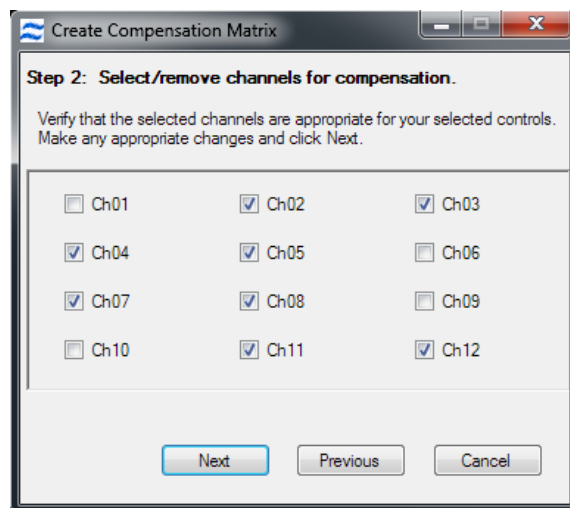 Create Compensation Matrix
Step 2: Select/remove channels for compensation.
Verify that the selected channels are appropriate for your selected controls.
Make any appropriate changes and click Next.
Ch01 Ch02 Ch03
Ch04 Ch05 Ch06
Ch07 Ch08 Ch09
Ch10 Ch11 Ch12
Next Previous Cancel